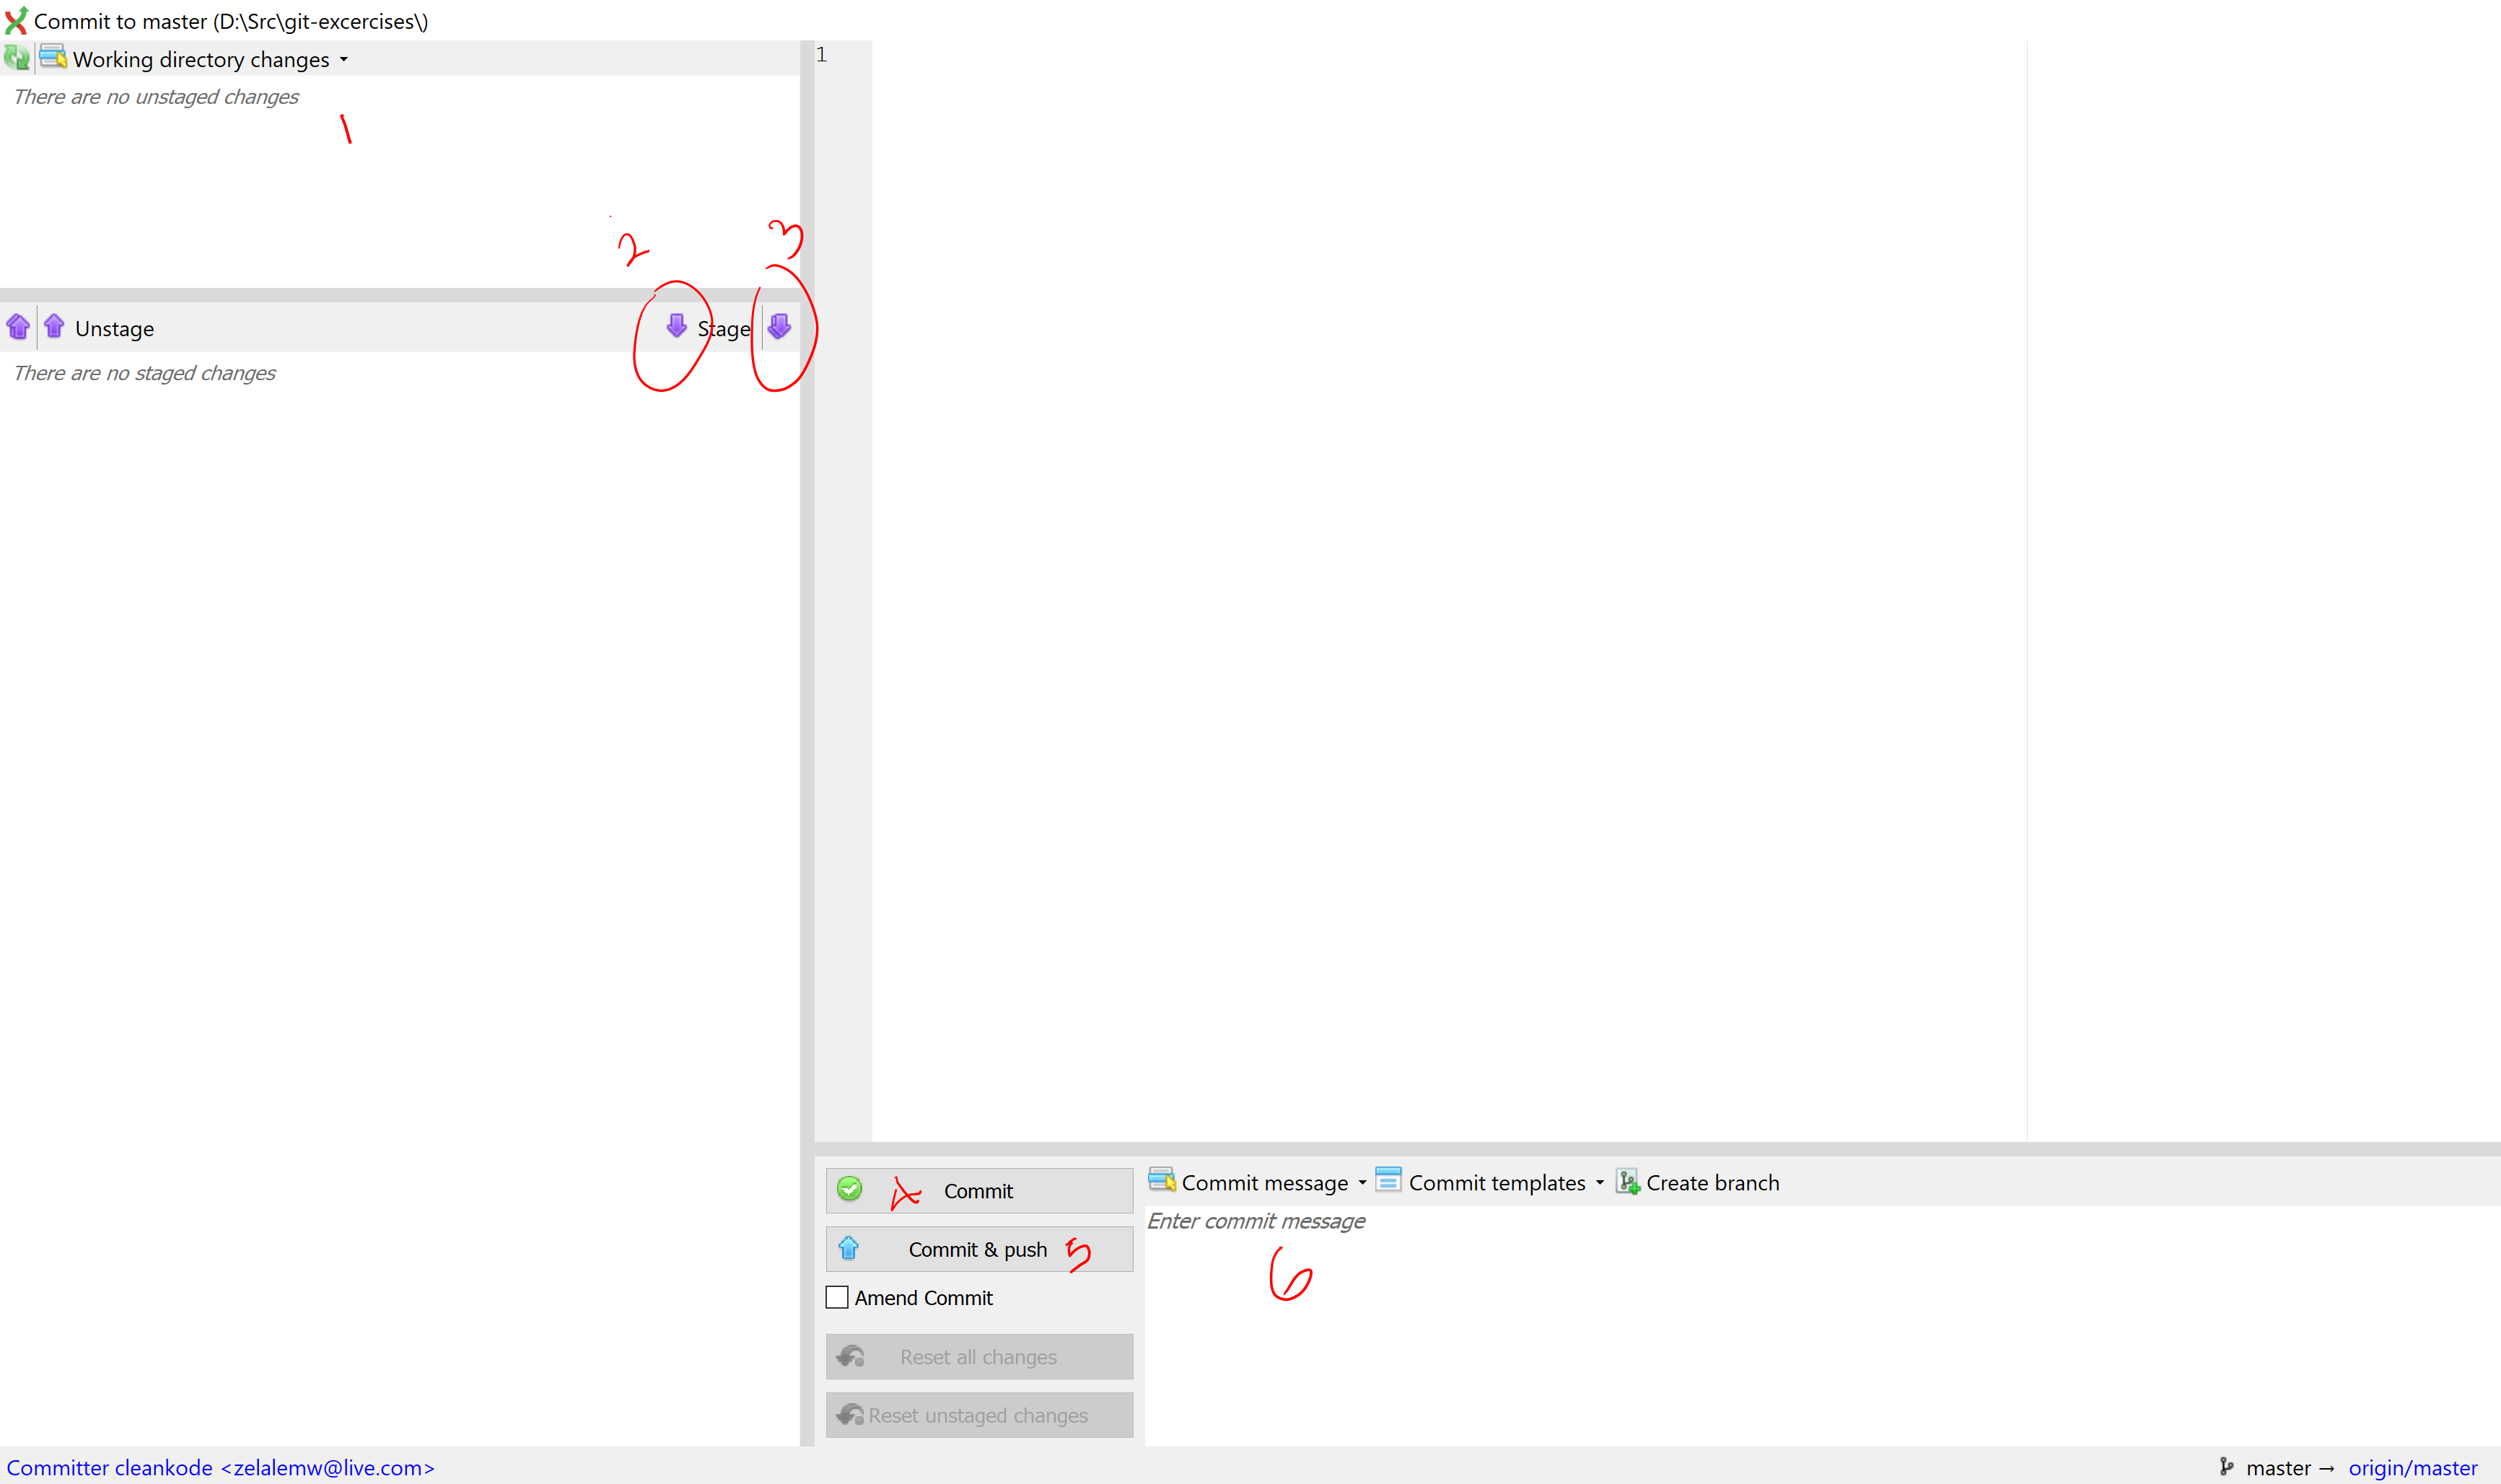 Commit to master (D:\Src\git-excercises\)
Working directory changes
There are no unstaged changes
1
2
3
Unstage
Stage
There are no staged changes
1
4 Commit
Commit & push 5
Amend Commit
Reset all changes
Reset unstaged changes
Commit message Commit templates Create branch
Enter commit message
6
Committer cleankode <zelalemw@live.com>
master → origin/master